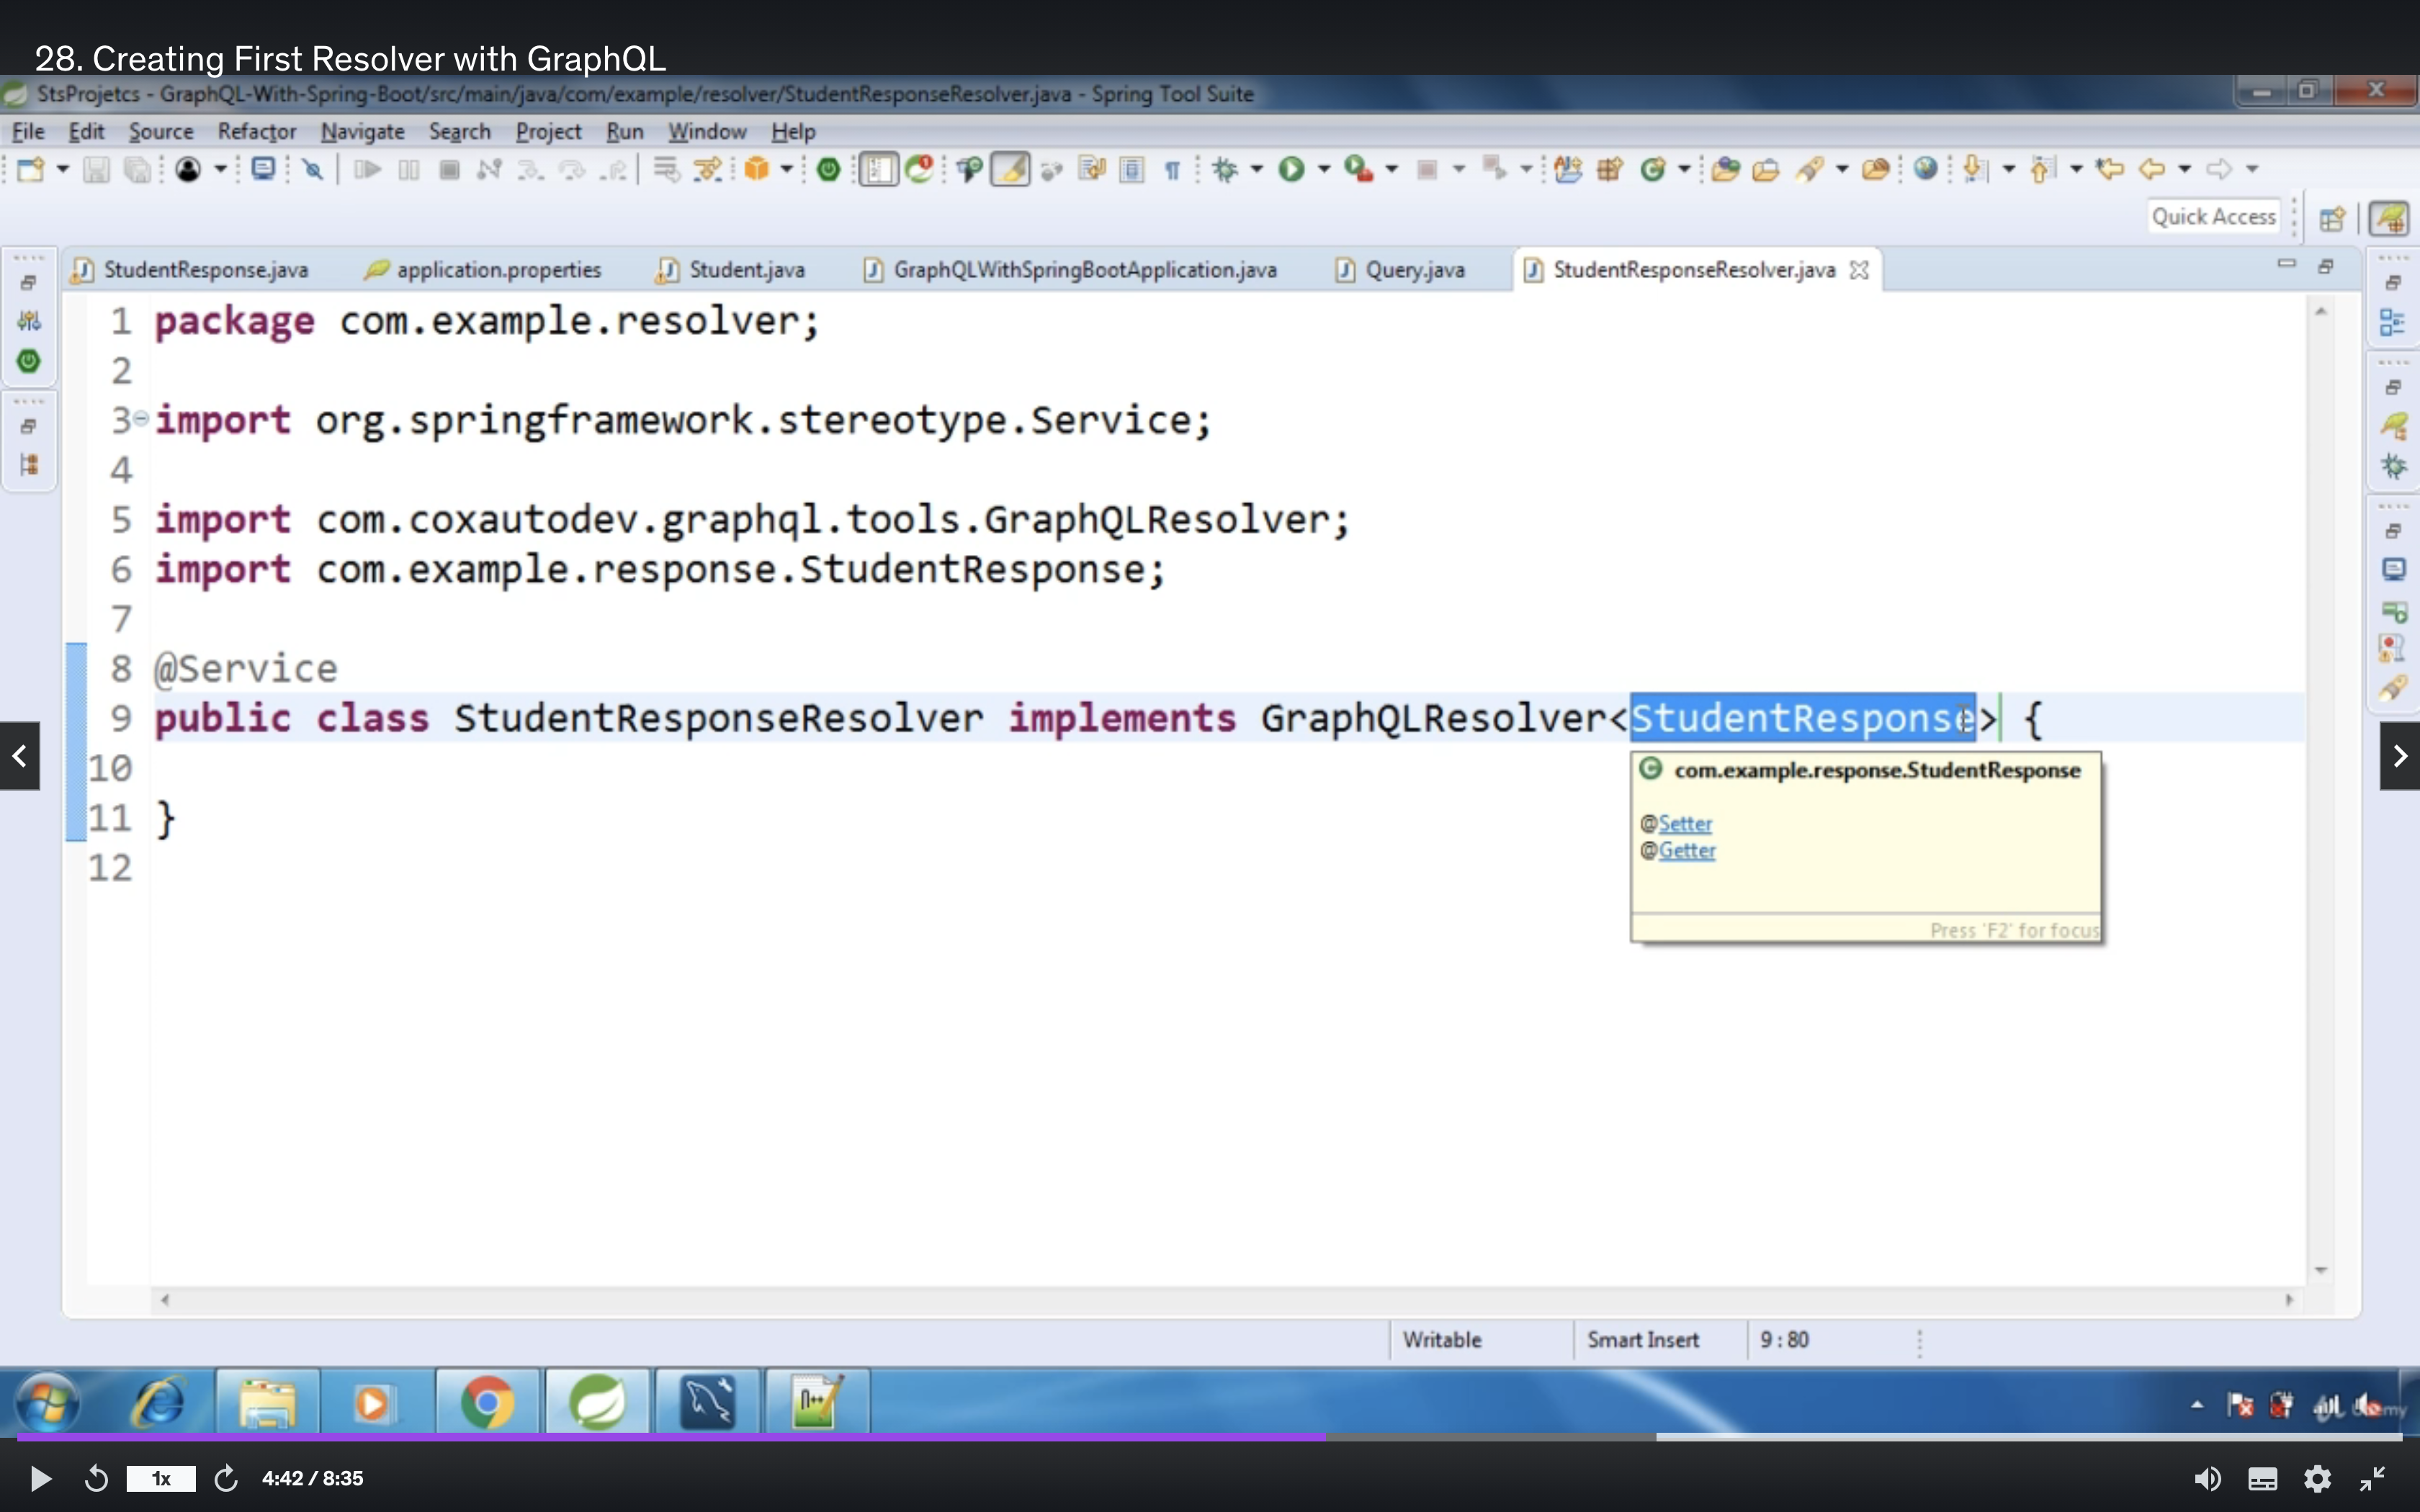 28. Creating First Resolver with GraphQL
StsProjetcs - GraphQL-With-Spring-Boot/src/main/java/com/example/resolver/StudentResponseResolver.java - Spring Tool Suite
File Edit Source Refactor Navigate Search Project Run Window Help
Quick Access
StudentResponse.java application.properties Student.java GraphQLWithSpringBootApplication.java Query.java StudentResponseResolver.java
1 package com.example.resolver;
2
3 import org.springframework.stereotype.Service;
4
5 import com.coxautodev.graphql.tools.GraphQLResolver;
6 import com.example.response.StudentResponse;
7
8 @Service
9 public class StudentResponseResolver implements GraphQLResolver<StudentResponse> {
10
11 }
12
com.example.response.StudentResponse
@Setter
@Getter
Press 'F2' for focus
Writable Smart Insert 9 : 80
1x 4:42 / 8:35